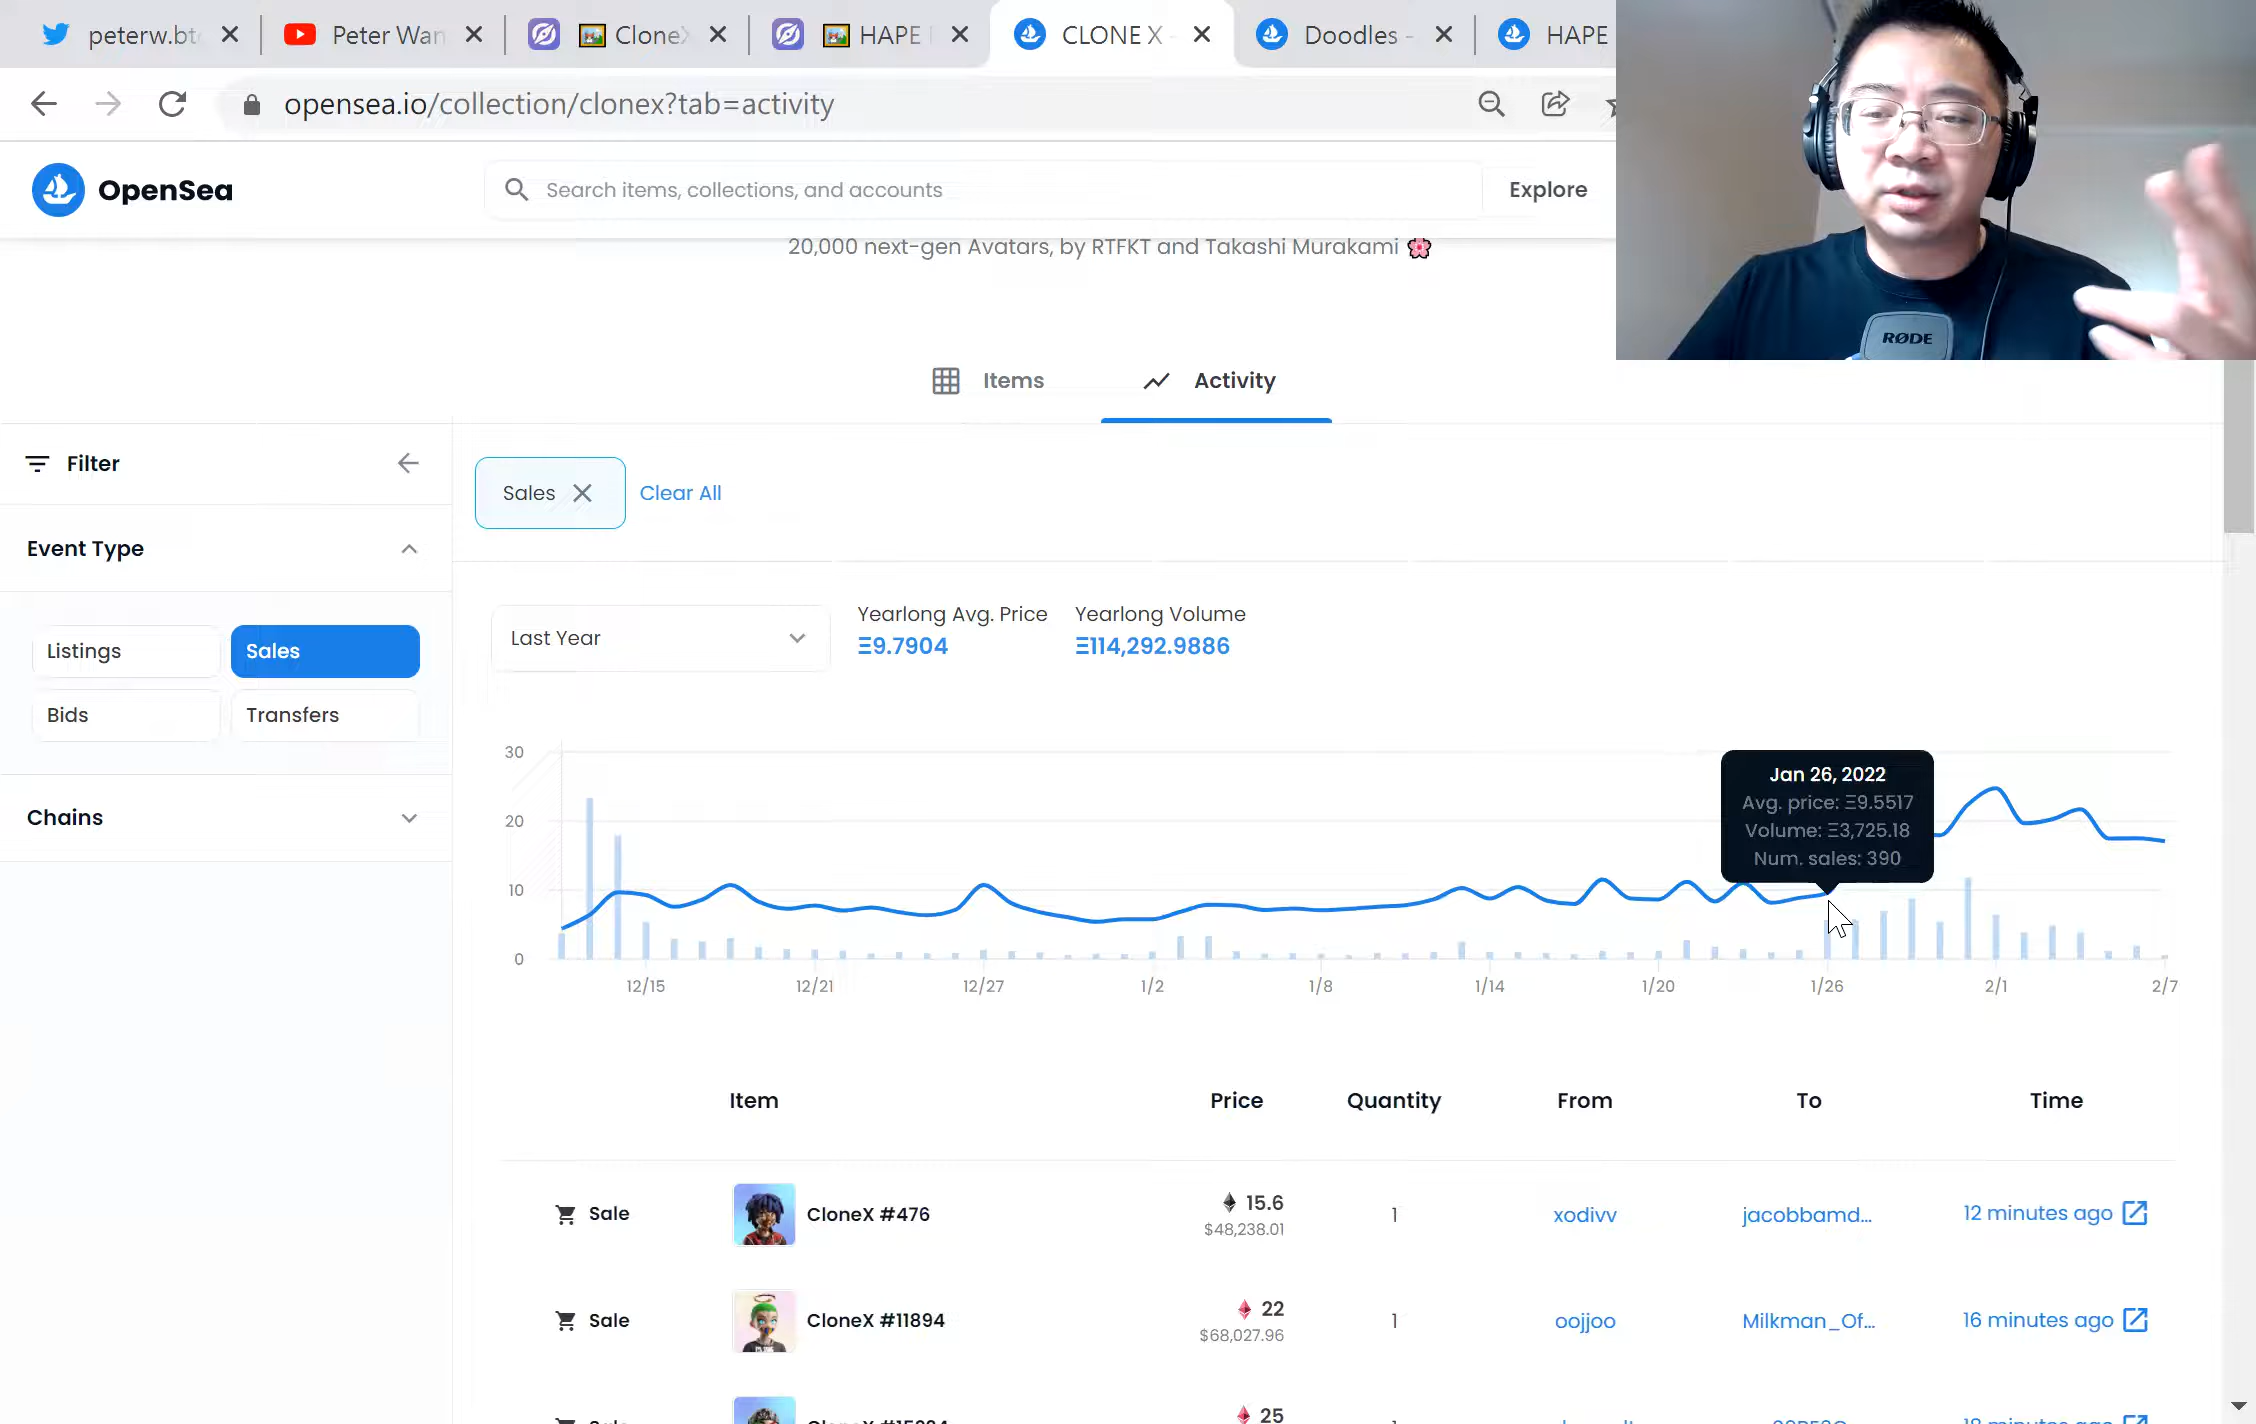 peterw.bt
Peter Wan
Clone
HAPE
CLONE X -
Doodles -
HAPE
opensea.io/collection/clonex?tab=activity
OpenSea
Search items, collections, and accounts
Explore
20,000 next-gen Avatars, by RTFKT and Takashi Murakami
RØDE
Items
Activity
Filter
Sales
Clear All
Event Type
Listings
Sales
Bids
Transfers
Chains
Last Year
Yearlong Avg. Price
Ξ9.7904
Yearlong Volume
Ξ114,292.9886
30
20
10
0
Jan 26, 2022
Avg. price: Ξ9.5517
Volume: Ξ3,725.18
Num. sales: 390
12/15 12/21 12/27 1/2 1/8 1/14 1/20 1/26 2/1 2/7
Item Price Quantity From To Time
Sale CloneX #476 15.6 1 xodivv jacobbamd... 12 minutes ago
$48,238.01
Sale CloneX #11894 22 1 oojjoo Milkman_Of... 16 minutes ago
$68,027.96
25